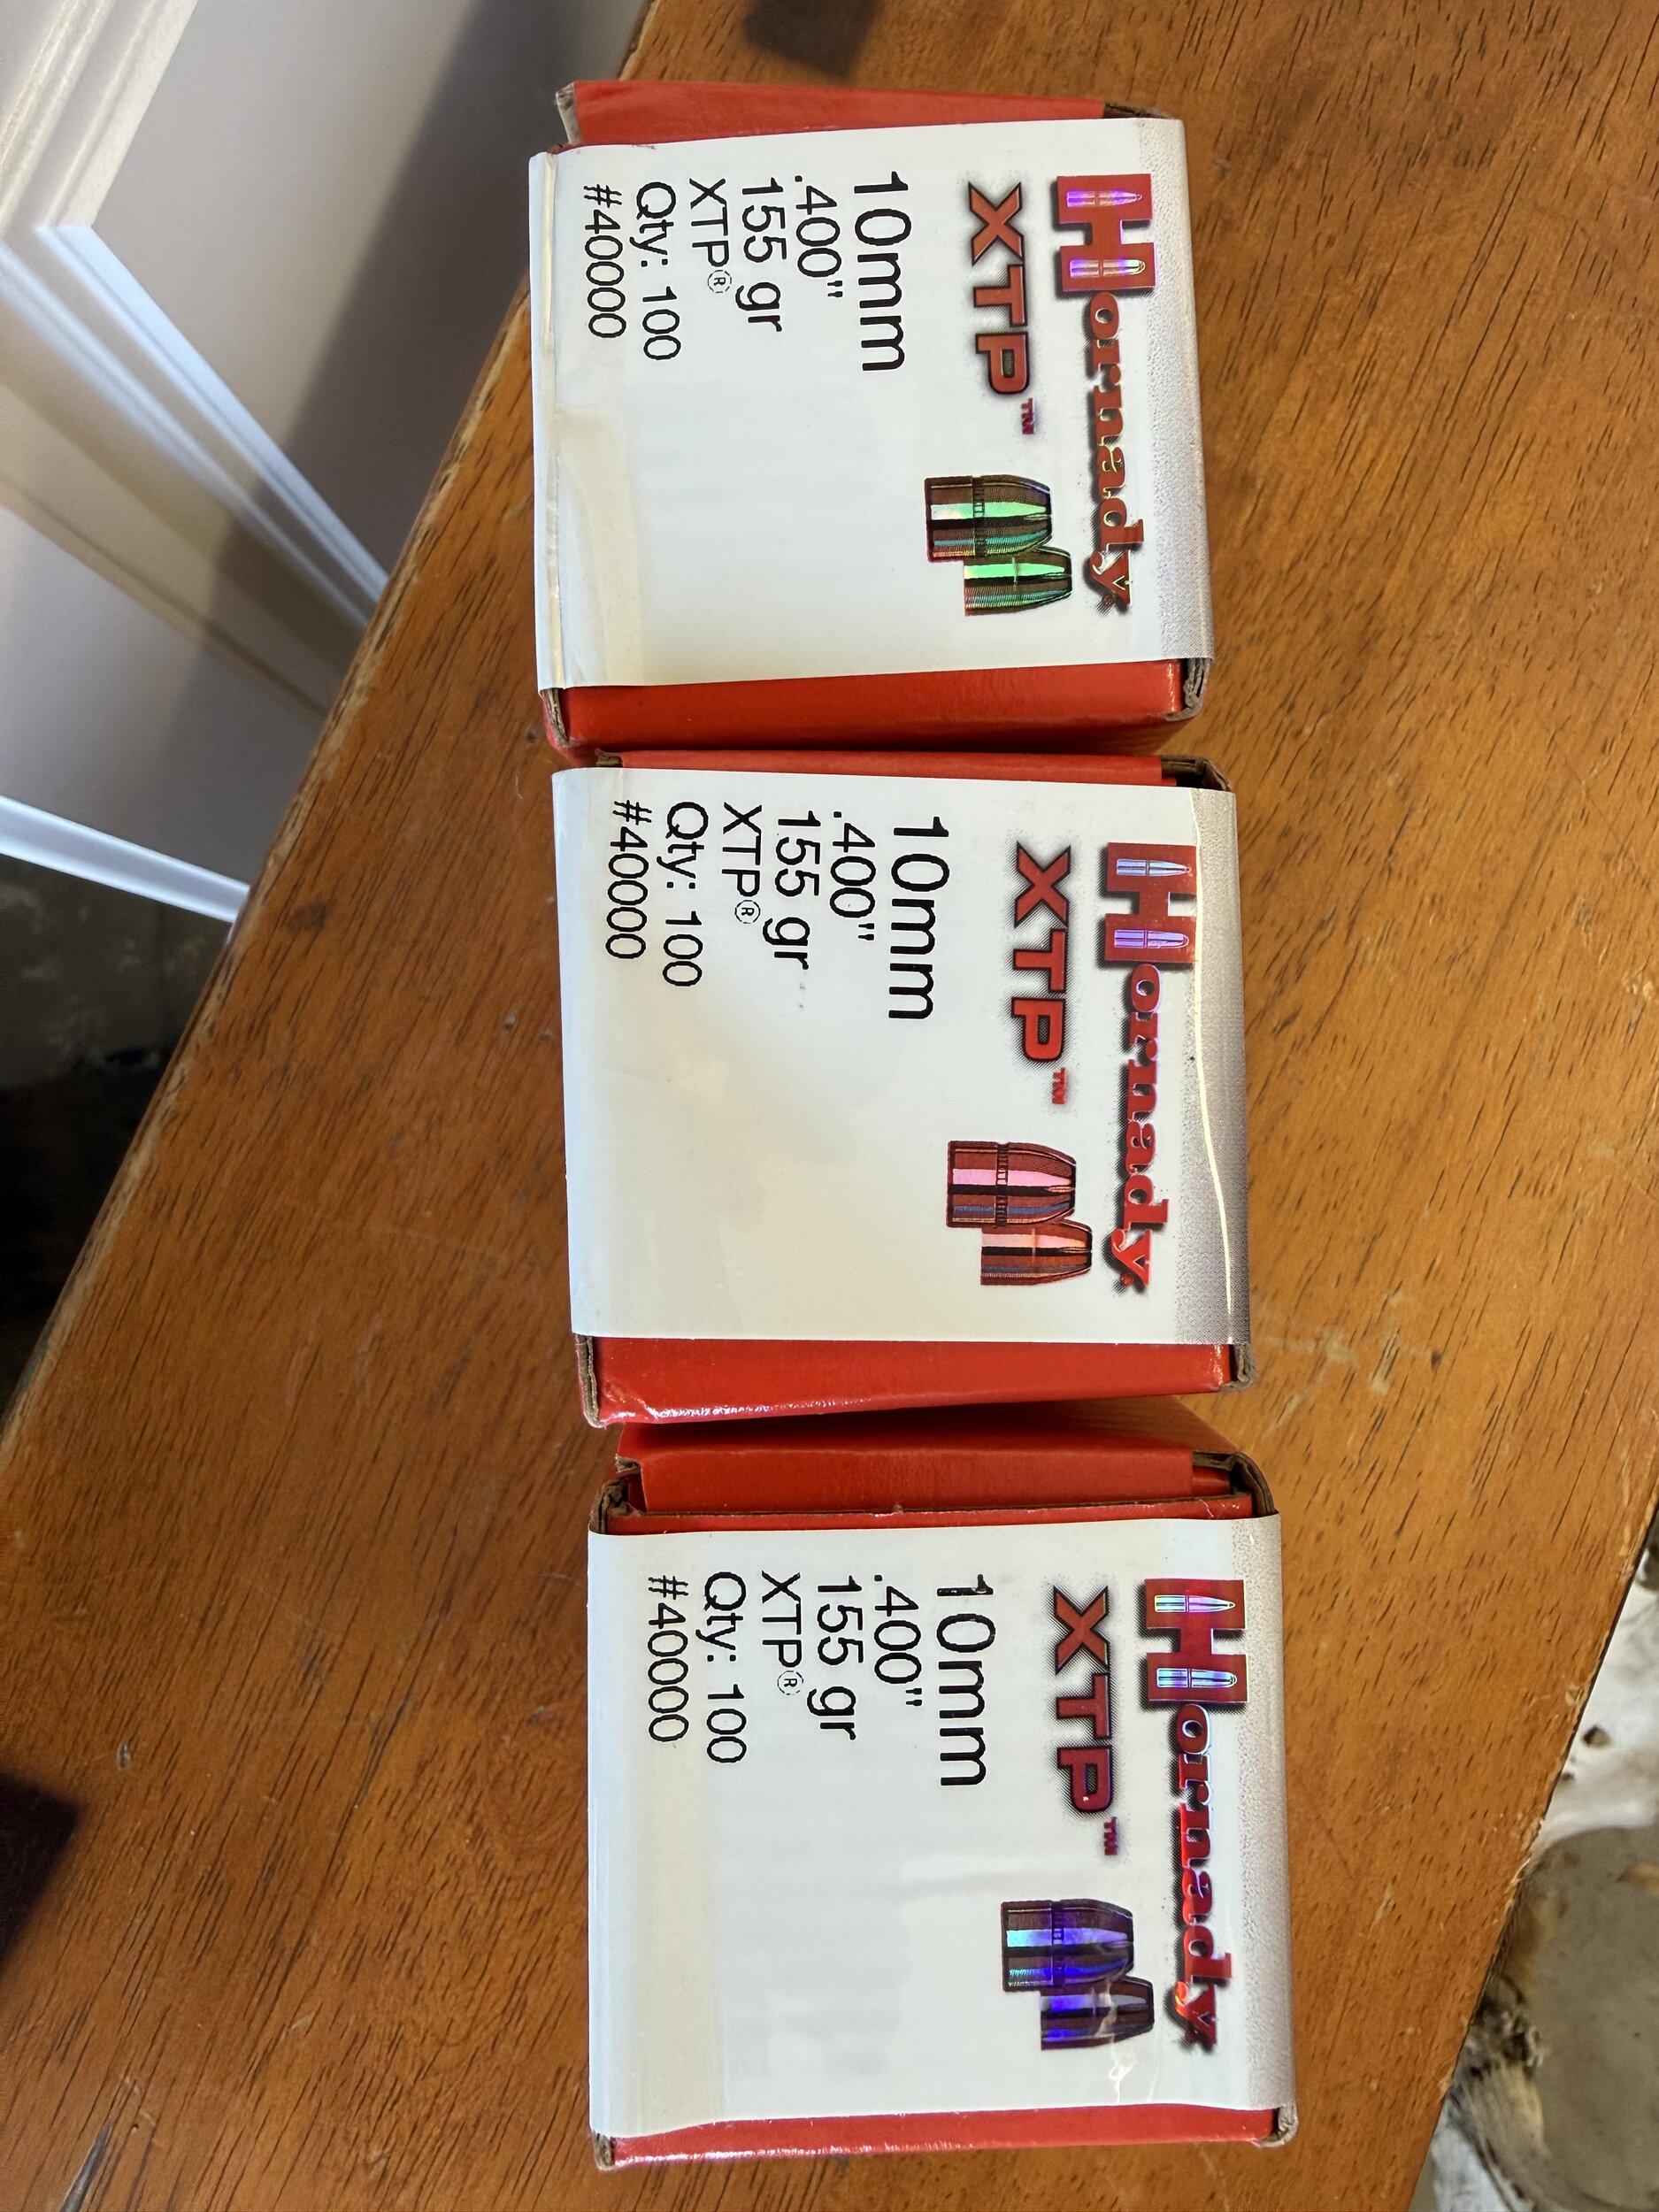 Hornady
XTP™
10mm
.400"
155 gr
XTP®
Qty: 100
#40000
Hornady
XTP™
10mm
.400"
155 gr
XTP®
Qty: 100
#40000
Hornady
XTP™
10mm
.400"
155 gr
XTP®
Qty: 100
#40000